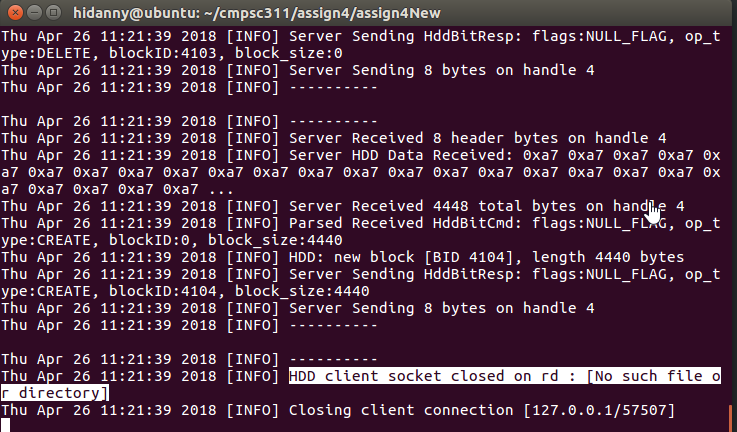 hidanny@ubuntu: ~/cmpsc311/assign4/assign4New
Thu Apr 26 11:21:39 2018 [INFO] Server Sending HddBitResp: flags:NULL_FLAG, op_t
ype:DELETE, blockID:4103, block_size:0
Thu Apr 26 11:21:39 2018 [INFO] Server Sending 8 bytes on handle 4
Thu Apr 26 11:21:39 2018 [INFO] ----------
Thu Apr 26 11:21:39 2018 [INFO] ----------
Thu Apr 26 11:21:39 2018 [INFO] Server Received 8 header bytes on handle 4
Thu Apr 26 11:21:39 2018 [INFO] Server HDD Data Received: 0xa7 0xa7 0xa7 0xa7 0x
a7 0xa7 0xa7 0xa7 0xa7 0xa7 0xa7 0xa7 0xa7 0xa7 0xa7 0xa7 0xa7 0xa7 0xa7 0xa7 0x
a7 0xa7 0xa7 0xa7 0xa7 ...
Thu Apr 26 11:21:39 2018 [INFO] Server Received 4448 total bytes on handle 4
Thu Apr 26 11:21:39 2018 [INFO] Parsed Received HddBitCmd: flags:NULL_FLAG, op_t
ype:CREATE, blockID:0, block_size:4440
Thu Apr 26 11:21:39 2018 [INFO] HDD: new block [BID 4104], length 4440 bytes
Thu Apr 26 11:21:39 2018 [INFO] Server Sending HddBitResp: flags:NULL_FLAG, op_t
ype:CREATE, blockID:4104, block_size:4440
Thu Apr 26 11:21:39 2018 [INFO] Server Sending 8 bytes on handle 4
Thu Apr 26 11:21:39 2018 [INFO] ----------
Thu Apr 26 11:21:39 2018 [INFO] ----------
Thu Apr 26 11:21:39 2018 [INFO] HDD client socket closed on rd : [No such file o
r directory]
Thu Apr 26 11:21:39 2018 [INFO] Closing client connection [127.0.0.1/57507]